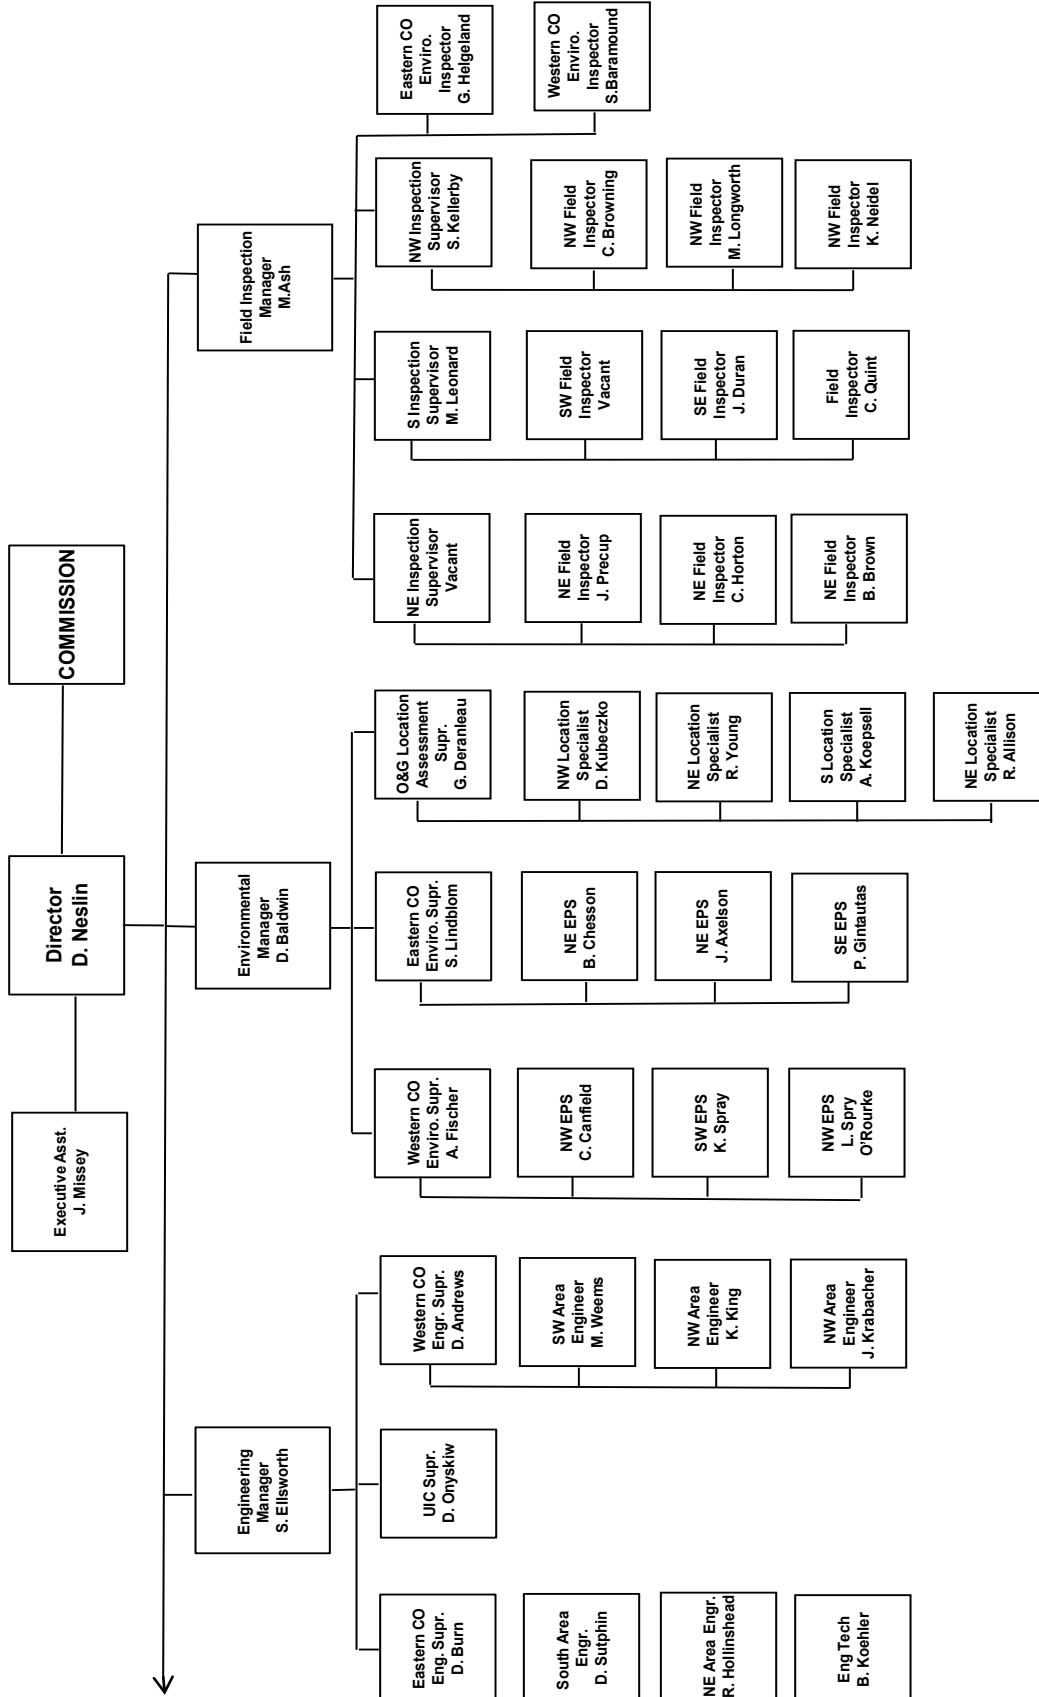 COMMISSION
Director
D. Neslin
Executive Asst.
J. Missey
Engineering
Manager
S. Ellsworth
Environmental
Manager
D. Baldwin
Field Inspection
Manager
M.Ash
Eastern CO
Eng. Supr.
D. Burn
South Area
Engr.
D. Sutphin
NE Area Engr.
R. Hollinshead
Eng Tech
B. Koehler
UIC Supr.
D. Onyskiw
Western CO
Engr. Supr.
D. Andrews
SW Area
Engineer
M. Weems
NW Area
Engineer
K. King
NW Area
Engineer
J. Krabacher
Western CO
Enviro. Supr.
A. Fischer
NW EPS
C. Canfield
SW EPS
K. Spray
NW EPS
L. Spry
O'Rourke
Eastern CO
Enviro. Supr.
S. Lindblom
NE EPS
B. Chesson
NE EPS
J. Axelson
SE EPS
P. Gintautas
O&G Location
Assessment
Supr.
G. Deranleau
NW Location
Specialist
D. Kubeczko
NE Location
Specialist
R. Young
S Location
Specialist
A. Koepsell
NE Location
Specialist
R. Allison
NE Inspection
Supervisor
Vacant
NE Field
Inspector
J. Precup
NE Field
Inspector
C. Horton
NE Field
Inspector
B. Brown
S Inspection
Supervisor
M. Leonard
SW Field
Inspector
Vacant
SE Field
Inspector
J. Duran
Field
Inspector
C. Quint
NW Inspection
Supervisor
S. Kellerby
NW Field
Inspector
C. Browning
NW Field
Inspector
M. Longworth
NW Field
Inspector
K. Neidel
Eastern CO
Enviro.
Inspector
G. Helgeland
Western CO
Enviro.
Inspector
S.Baramound